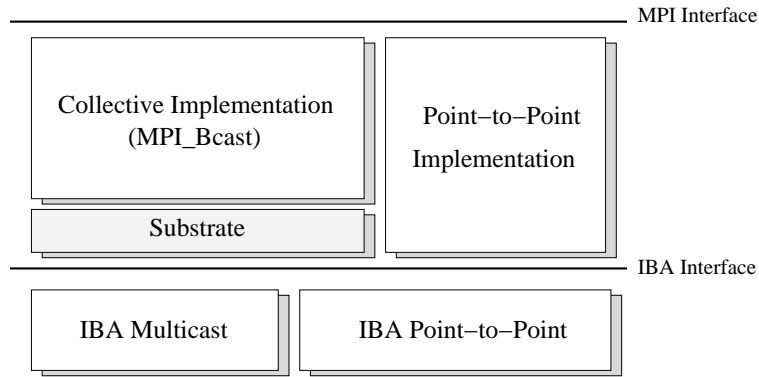 MPI Interface
Collective Implementation
(MPI_Bcast)
Point−to−Point
Implementation
Substrate
IBA Interface
IBA Multicast
IBA Point−to−Point